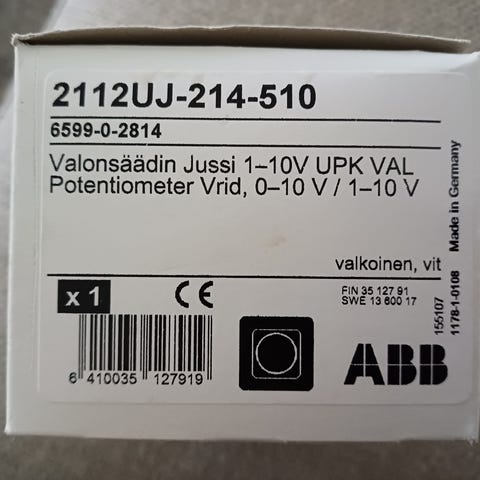 2112UJ-214-510
6599-0-2814
Valonsäädin Jussi 1–10V UPK VAL
Potentiometer Vrid, 0–10 V / 1–10 V
valkoinen, vit
x 1
CE
FIN 35 127 91
SWE 13 600 17
6 410035 127919
ABB
155107
1178-1-0108 Made in Germany